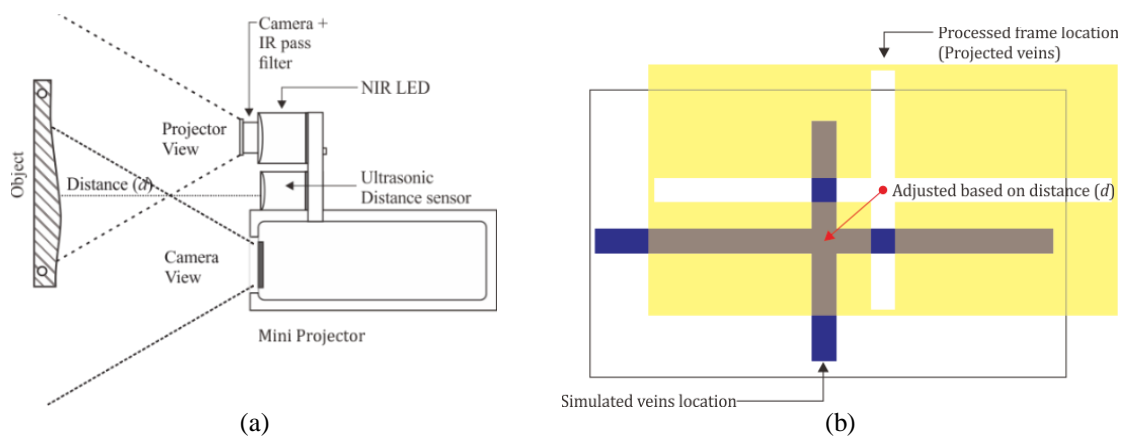 Camera +
IR pass
filter
NIR LED
Projector
View
Object
Distance (d)
Ultrasonic
Distance sensor
Camera
View
Mini Projector
(a)
Processed frame location
(Projected veins)
Adjusted based on distance (d)
Simulated veins location
(b)